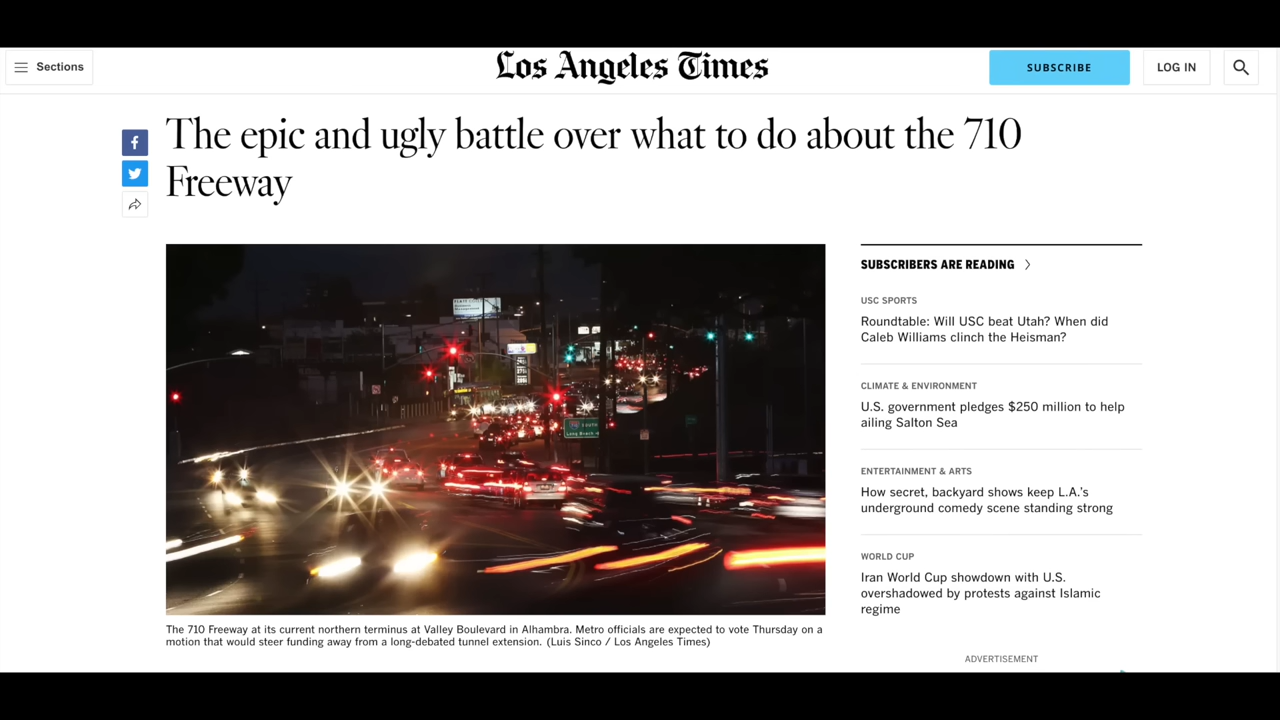 Sections
Los Angeles Times
SUBSCRIBE
LOG IN
The epic and ugly battle over what to do about the 710
Freeway
SOUTH
Long Beach
The 710 Freeway at its current northern terminus at Valley Boulevard in Alhambra. Metro officials are expected to vote Thursday on a
motion that would steer funding away from a long-debated tunnel extension. (Luis Sinco / Los Angeles Times)
SUBSCRIBERS ARE READING
USC SPORTS
Roundtable: Will USC beat Utah? When did
Caleb Williams clinch the Heisman?
CLIMATE & ENVIRONMENT
U.S. government pledges $250 million to help
ailing Salton Sea
ENTERTAINMENT & ARTS
How secret, backyard shows keep L.A.’s
underground comedy scene standing strong
WORLD CUP
Iran World Cup showdown with U.S.
overshadowed by protests against Islamic
regime
ADVERTISEMENT